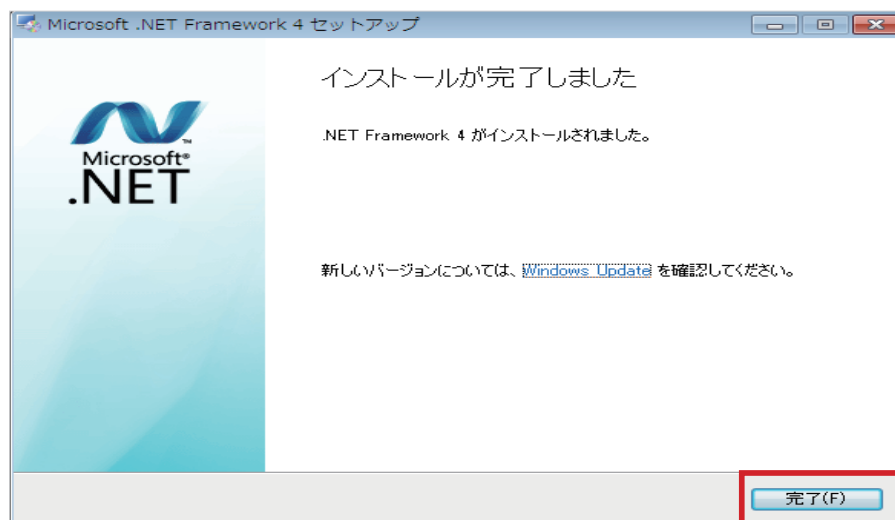 Microsoft .NET Framework 4 セットアップ
インストールが完了しました
.NET Framework 4 がインストールされました。
Microsoft®
.NET
新しいバージョンについては、Windows Update を確認してください。
完了(F)